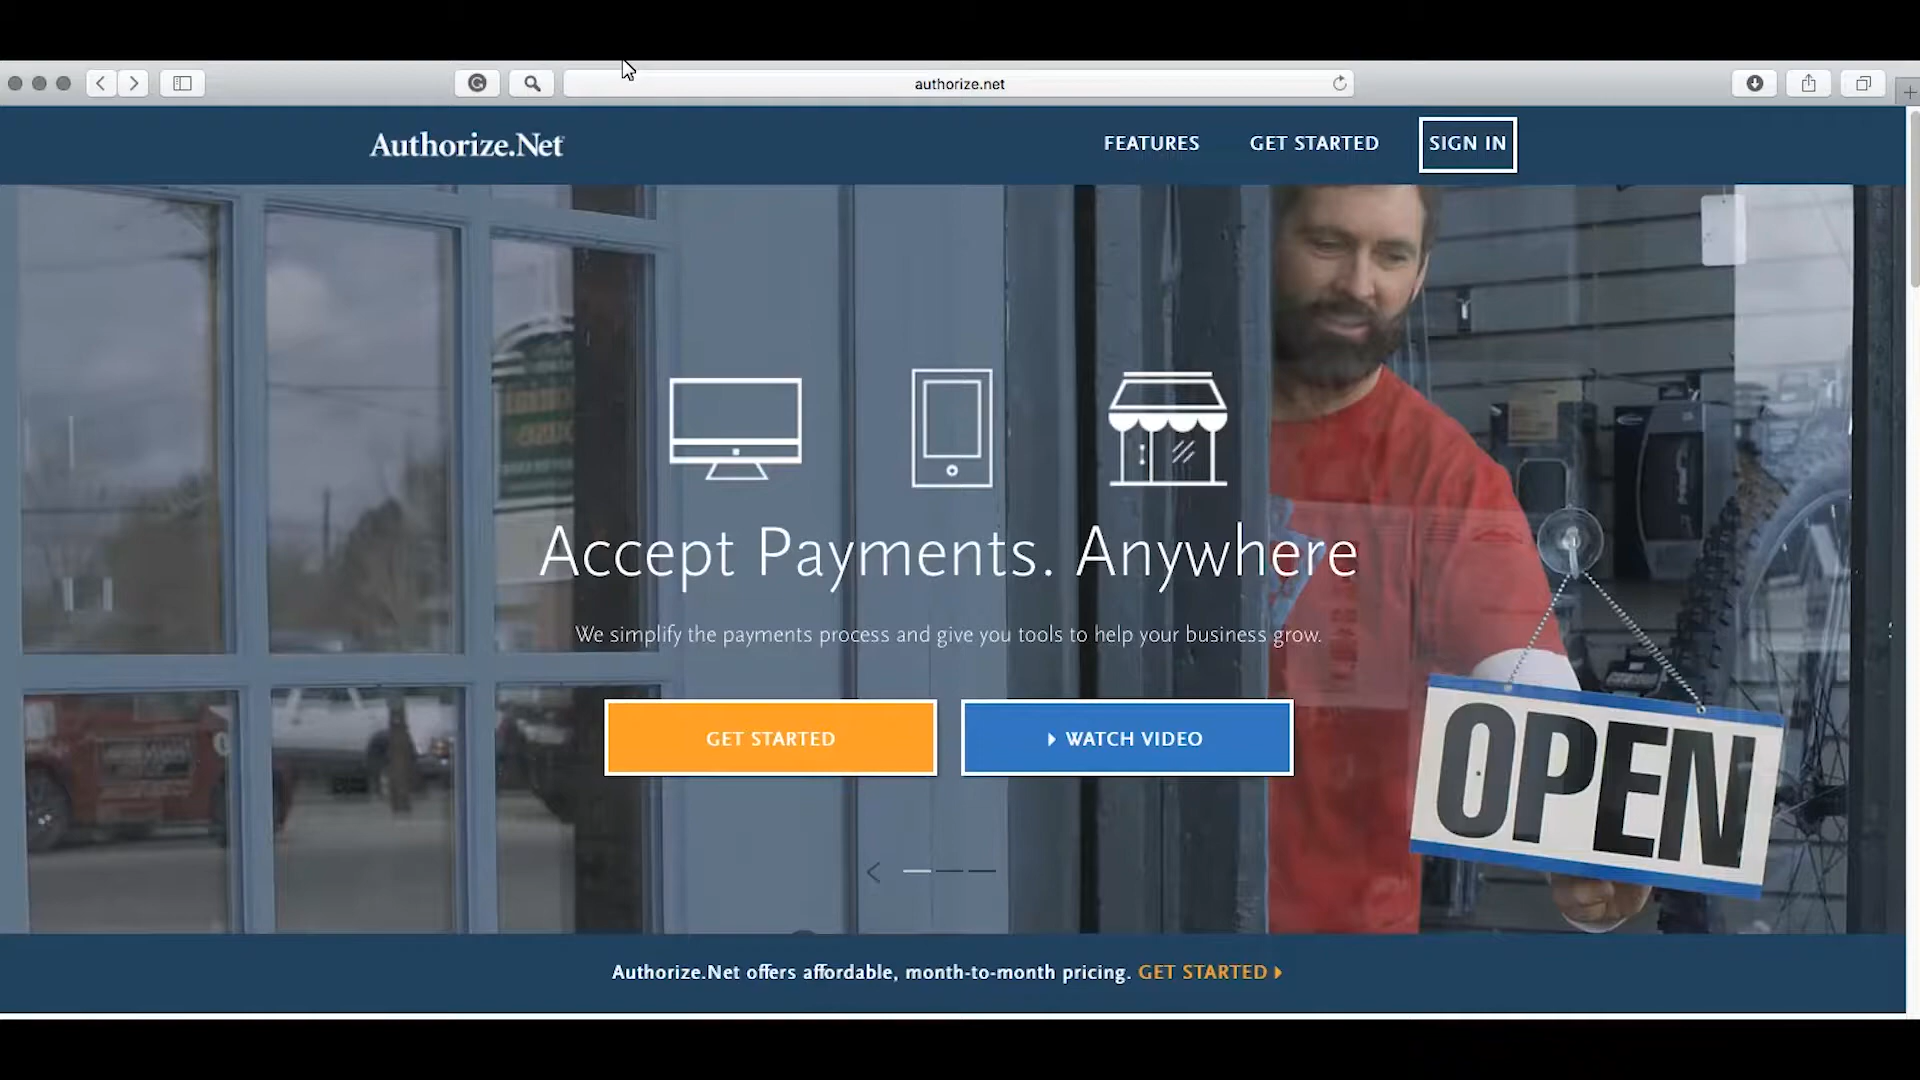 authorize.net
Authorize.Net
FEATURES
GET STARTED
SIGN IN
Accept Payments. Anywhere
We simplify the payments process and give you tools to help your business grow.
GET STARTED
WATCH VIDEO
OPEN
Authorize.Net offers affordable, month-to-month pricing. GET STARTED